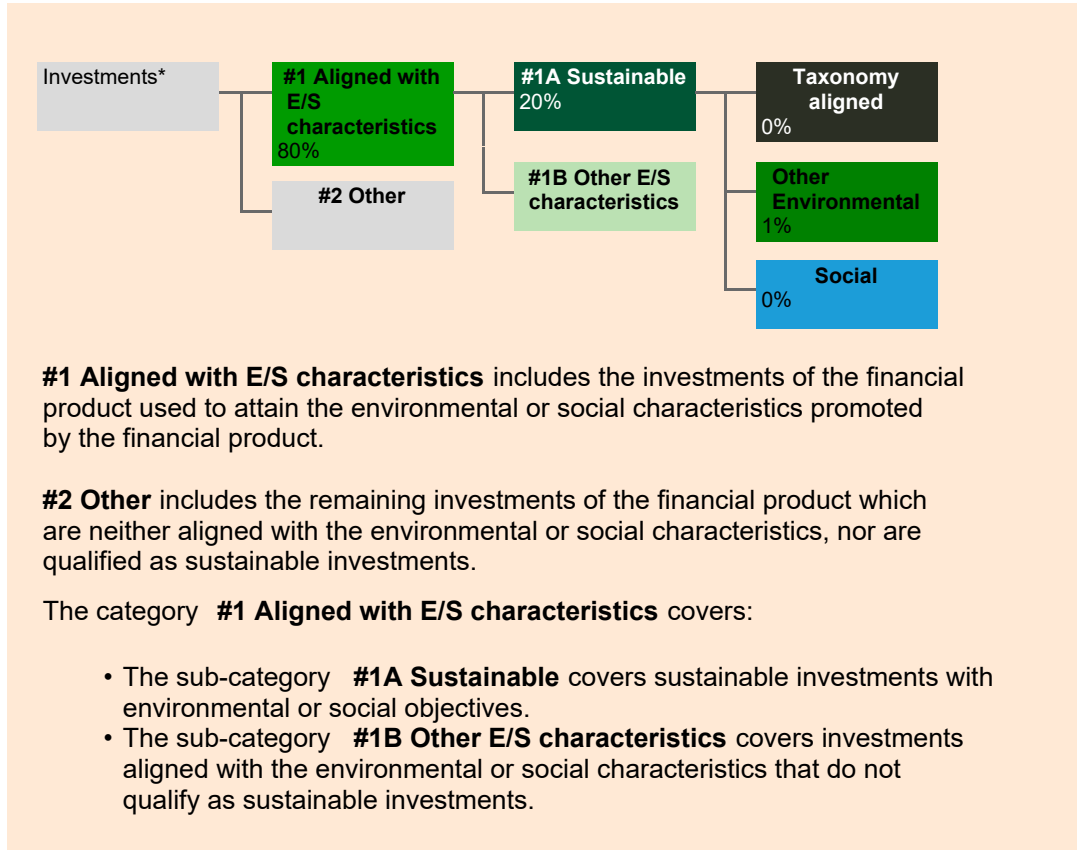 Investments*
#1 Aligned with
E/S
characteristics
80%
#2 Other
#1A Sustainable
20%
#1B Other E/S
characteristics
Taxonomy
aligned
0%
Other
Environmental
1%
Social
0%
#1 Aligned with E/S characteristics includes the investments of the financial
product used to attain the environmental or social characteristics promoted
by the financial product.
#2 Other includes the remaining investments of the financial product which
are neither aligned with the environmental or social characteristics, nor are
qualified as sustainable investments.
The category #1 Aligned with E/S characteristics covers:
• The sub-category #1A Sustainable covers sustainable investments with
environmental or social objectives.
• The sub-category #1B Other E/S characteristics covers investments
aligned with the environmental or social characteristics that do not
qualify as sustainable investments.